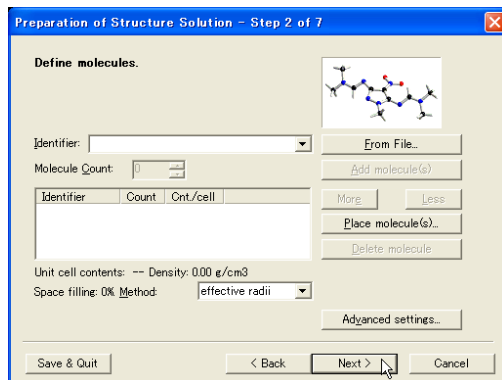 Preparation of Structure Solution - Step 2 of 7
Define molecules.
Identifier:
From File...
Molecule Count: 0
Add molecule(s)
More Less
Identifier Count Cnt./cell
Place molecule(s)...
Delete molecule
Unit cell contents: -- Density: 0.00 g/cm3
Space filling: 0% Method: effective radii
Advanced settings...
Save & Quit < Back Next > Cancel